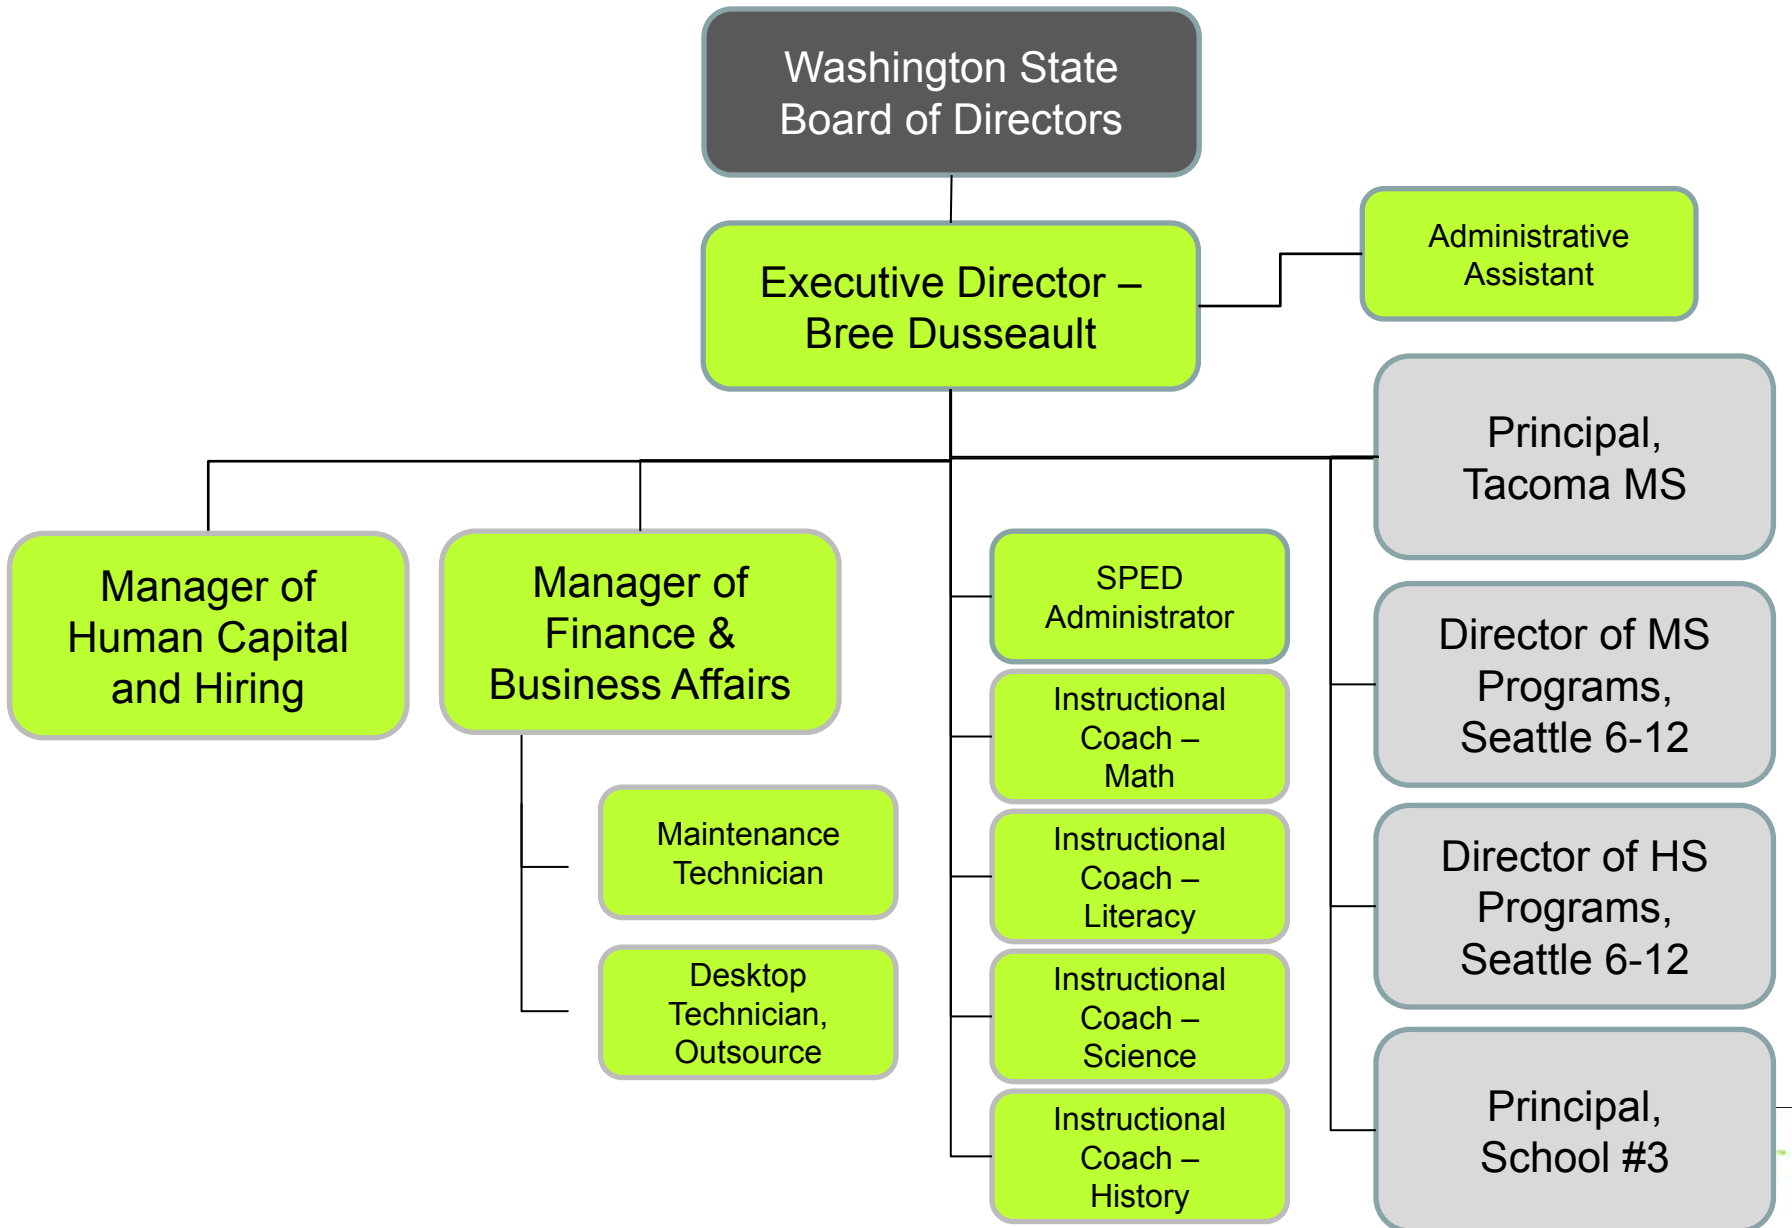 Washington State
Board of Directors
Executive Director –
Bree Dusseault
Administrative
Assistant
Principal,
Tacoma MS
Manager of
Human Capital
and Hiring
Manager of
Finance &
Business Affairs
SPED
Administrator
Director of MS
Programs,
Seattle 6-12
Instructional
Coach –
Math
Maintenance
Technician
Instructional
Coach –
Literacy
Director of HS
Programs,
Seattle 6-12
Desktop
Technician,
Outsource
Instructional
Coach –
Science
Instructional
Coach –
History
Principal,
School #3